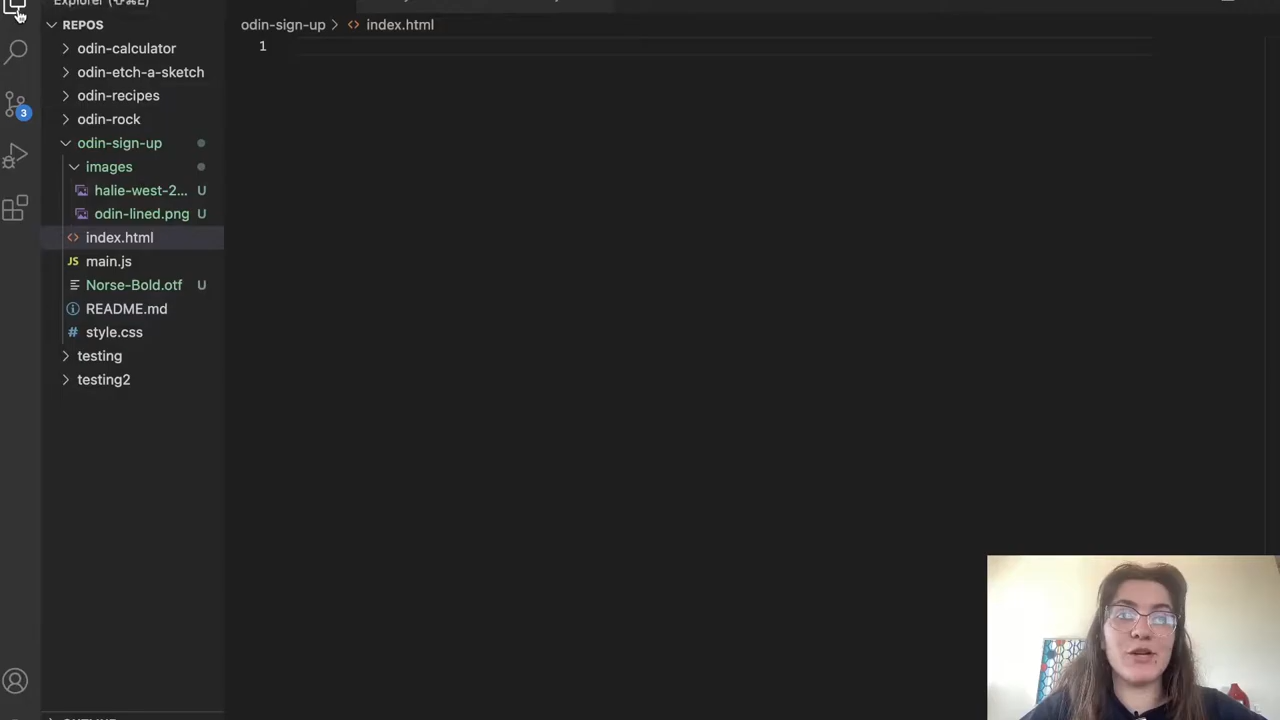 Explorer (⇧⌘E)
REPOS
odin-sign-up > index.html
1
odin-calculator
odin-etch-a-sketch
odin-recipes
3
odin-rock
odin-sign-up
images
halie-west-2... U
odin-lined.png U
index.html
JS main.js
Norse-Bold.otf U
README.md
# style.css
testing
testing2